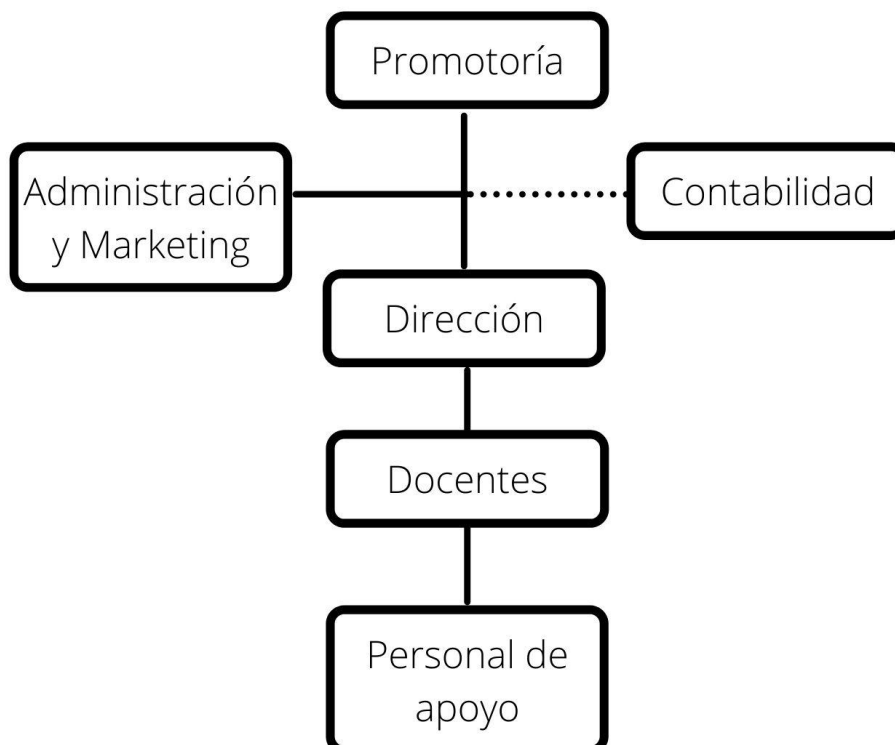 Promotoría
Administración
y Marketing
Contabilidad
Dirección
Docentes
Personal de
apoyo